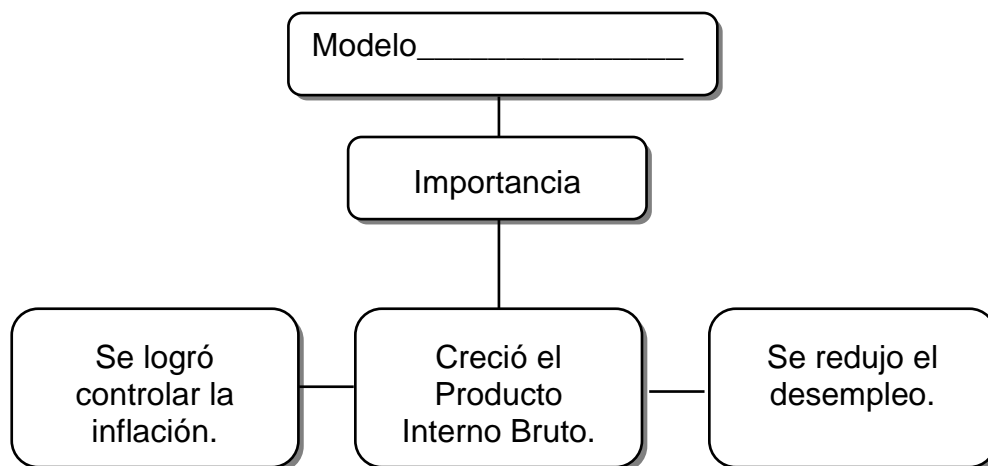 Modelo_______________
Importancia
Se logró
controlar la
inflación.
Creció el
Producto
Interno Bruto.
Se redujo el
desempleo.